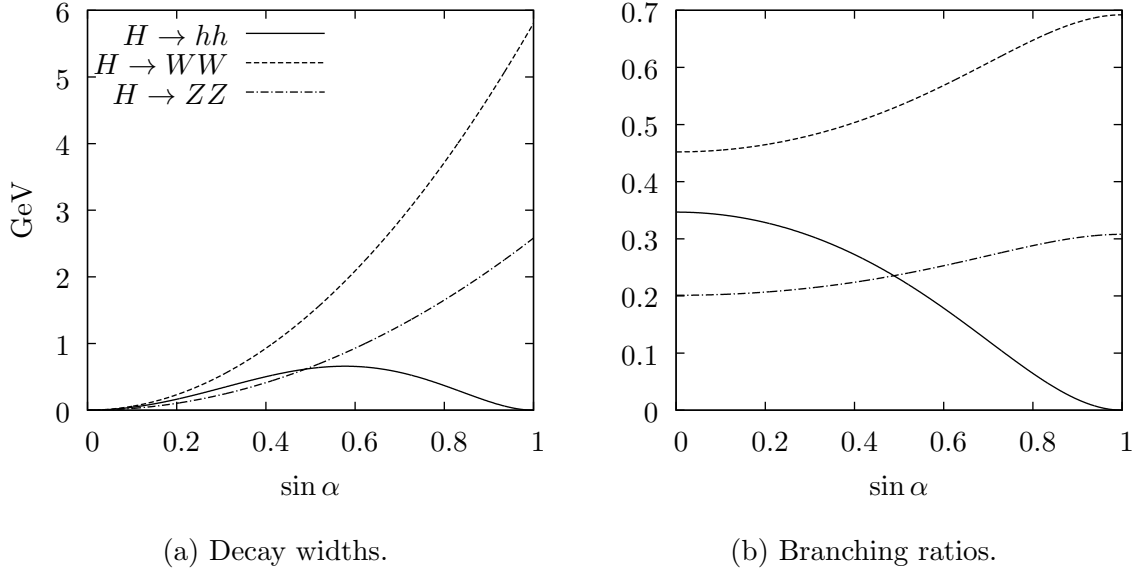 6
5
4
3
2
1
0
GeV
H → hh
H → WW
H → ZZ
0 0.2 0.4 0.6 0.8 1
sin α
(a) Decay widths.
0.7
0.6
0.5
0.4
0.3
0.2
0.1
0
0 0.2 0.4 0.6 0.8 1
sin α
(b) Branching ratios.